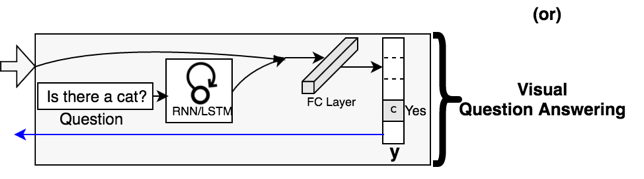 (or)
Is there a cat?
Question
RNN/LSTM
FC Layer
c
Yes
y
Visual
Question Answering